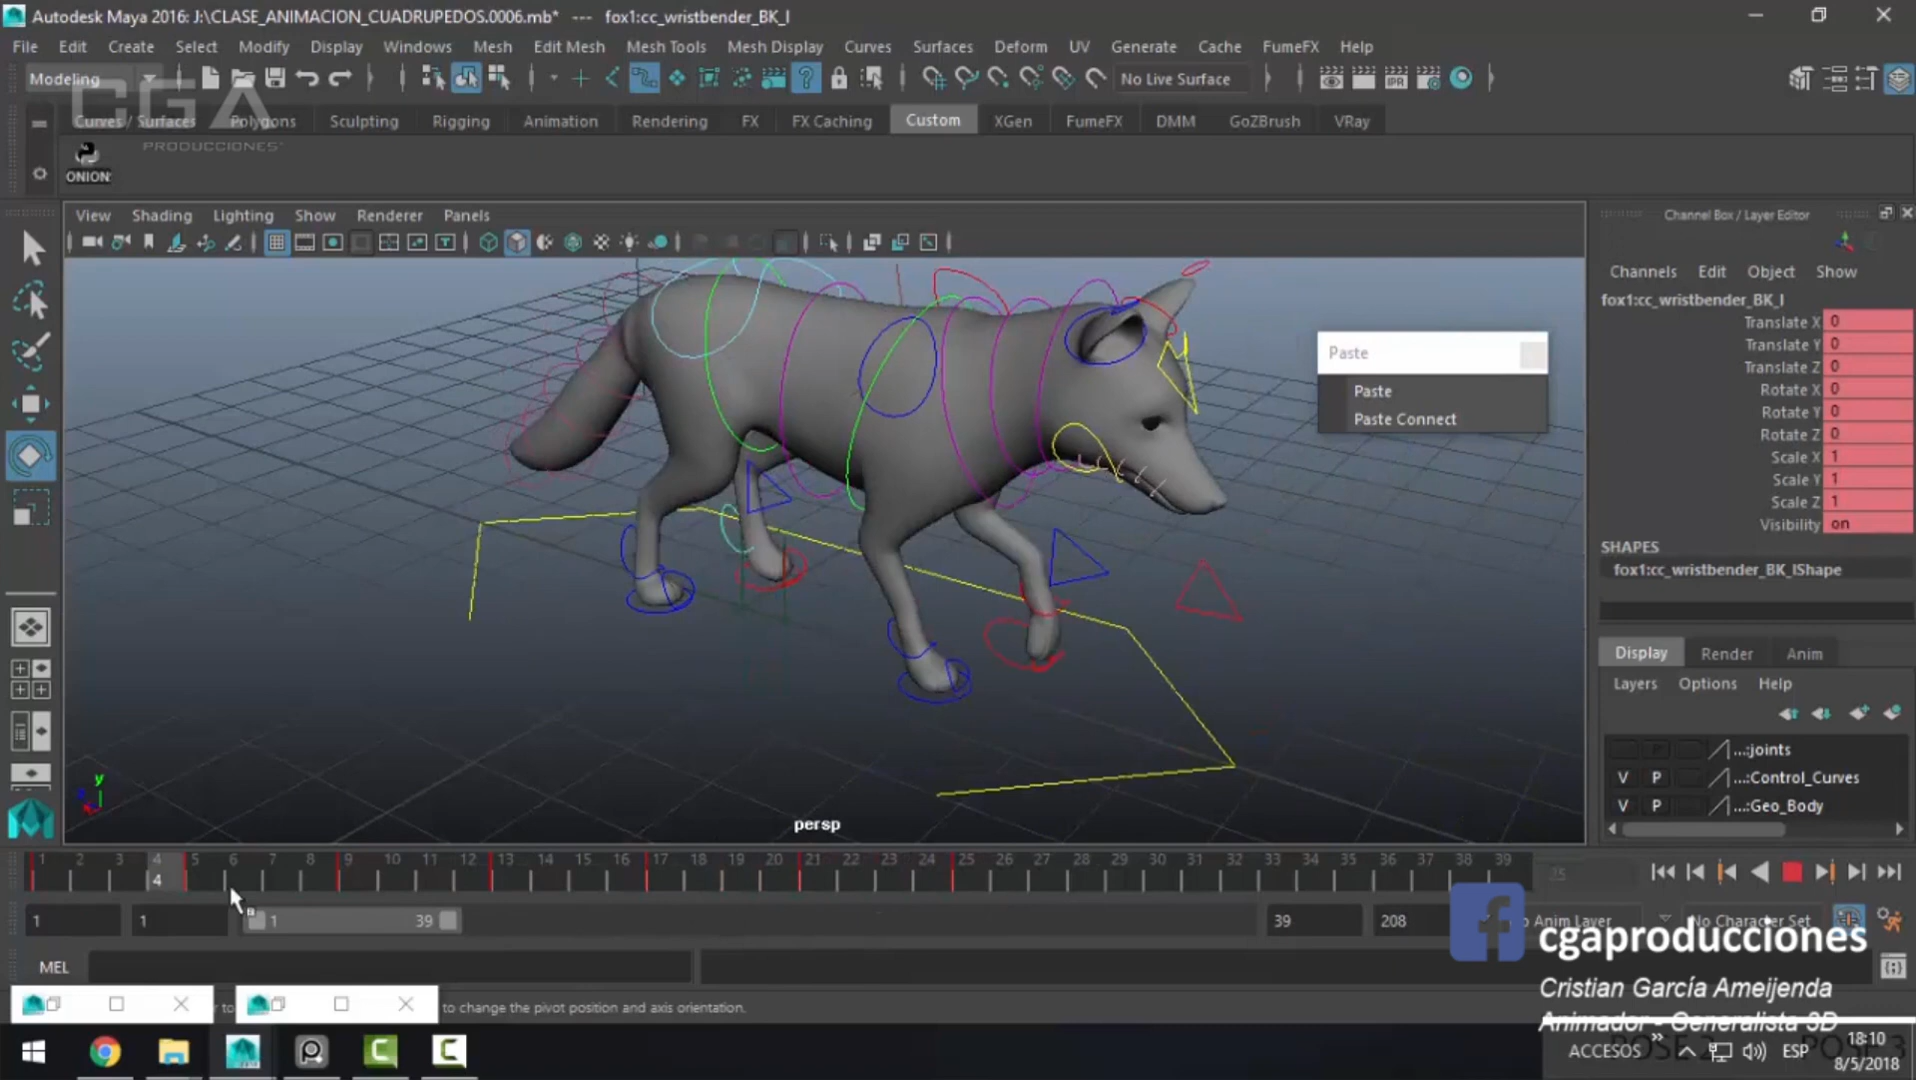 Autodesk Maya 2016: J:\CLASE_ANIMACION_CUADRUPEDOS.0006.mb* --- fox1:cc_wristbender_BK_l
File Edit Create Select Modify Display Windows Mesh Edit Mesh Mesh Tools Mesh Display Curves Surfaces Deform UV Generate Cache FumeFX Help
Modeling
No Live Surface
CGA
PRODUCCIONES
Curves / Surfaces Polygons Sculpting Rigging Animation Rendering FX FX Caching Custom XGen FumeFX DMM GoZBrush VRay
ONION
View Shading Lighting Show Renderer Panels
Channel Box / Layer Editor
Channels Edit Object Show
fox1:cc_wristbender_BK_l
Translate X 0
Translate Y 0
Translate Z 0
Rotate X 0
Rotate Y 0
Rotate Z 0
Scale X 1
Scale Y 1
Scale Z 1
Visibility on
SHAPES
fox1:cc_wristbender_BK_lShape
Paste
Paste
Paste Connect
Display Render Anim
Layers Options Help
...:joints
V P ...:Control_Curves
V P ...:Geo_Body
y
persp
1 2 3 4 5 6 7 8 9 10 11 12 13 14 15 16 17 18 19 20 21 22 23 24 25 26 27 28 29 30 31 32 33 34 35 36 37 38 39
4
1 1 1 39 39 208 Anim Layer No Character Set
f cgaproducciones
MEL
Cristian García Ameijenda
to change the pivot position and axis orientation.
Animador - Generalista 3D
ACCESOS ESP
18:10
8/5/2018